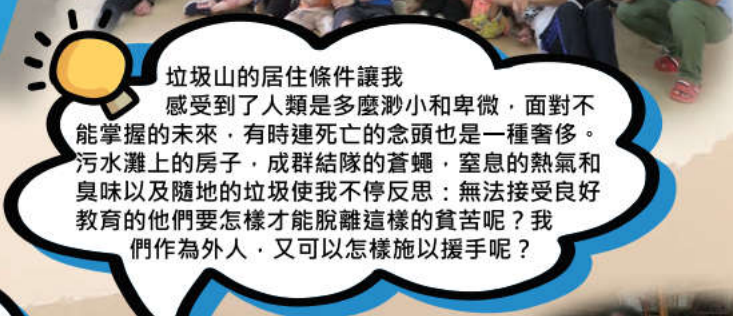 垃圾山的居住條件讓我
感受到了人類是多麼渺小和卑微，面對不
能掌握的未來，有時連死亡的念頭也是一種奢侈。
污水灘上的房子，成群結隊的蒼蠅，窒息的熱氣和
臭味以及隨地的垃圾使我不停反思：無法接受良好
教育的他們要怎樣才能脫離這樣的貧苦呢？我
們作為外人，又可以怎樣施以援手呢？